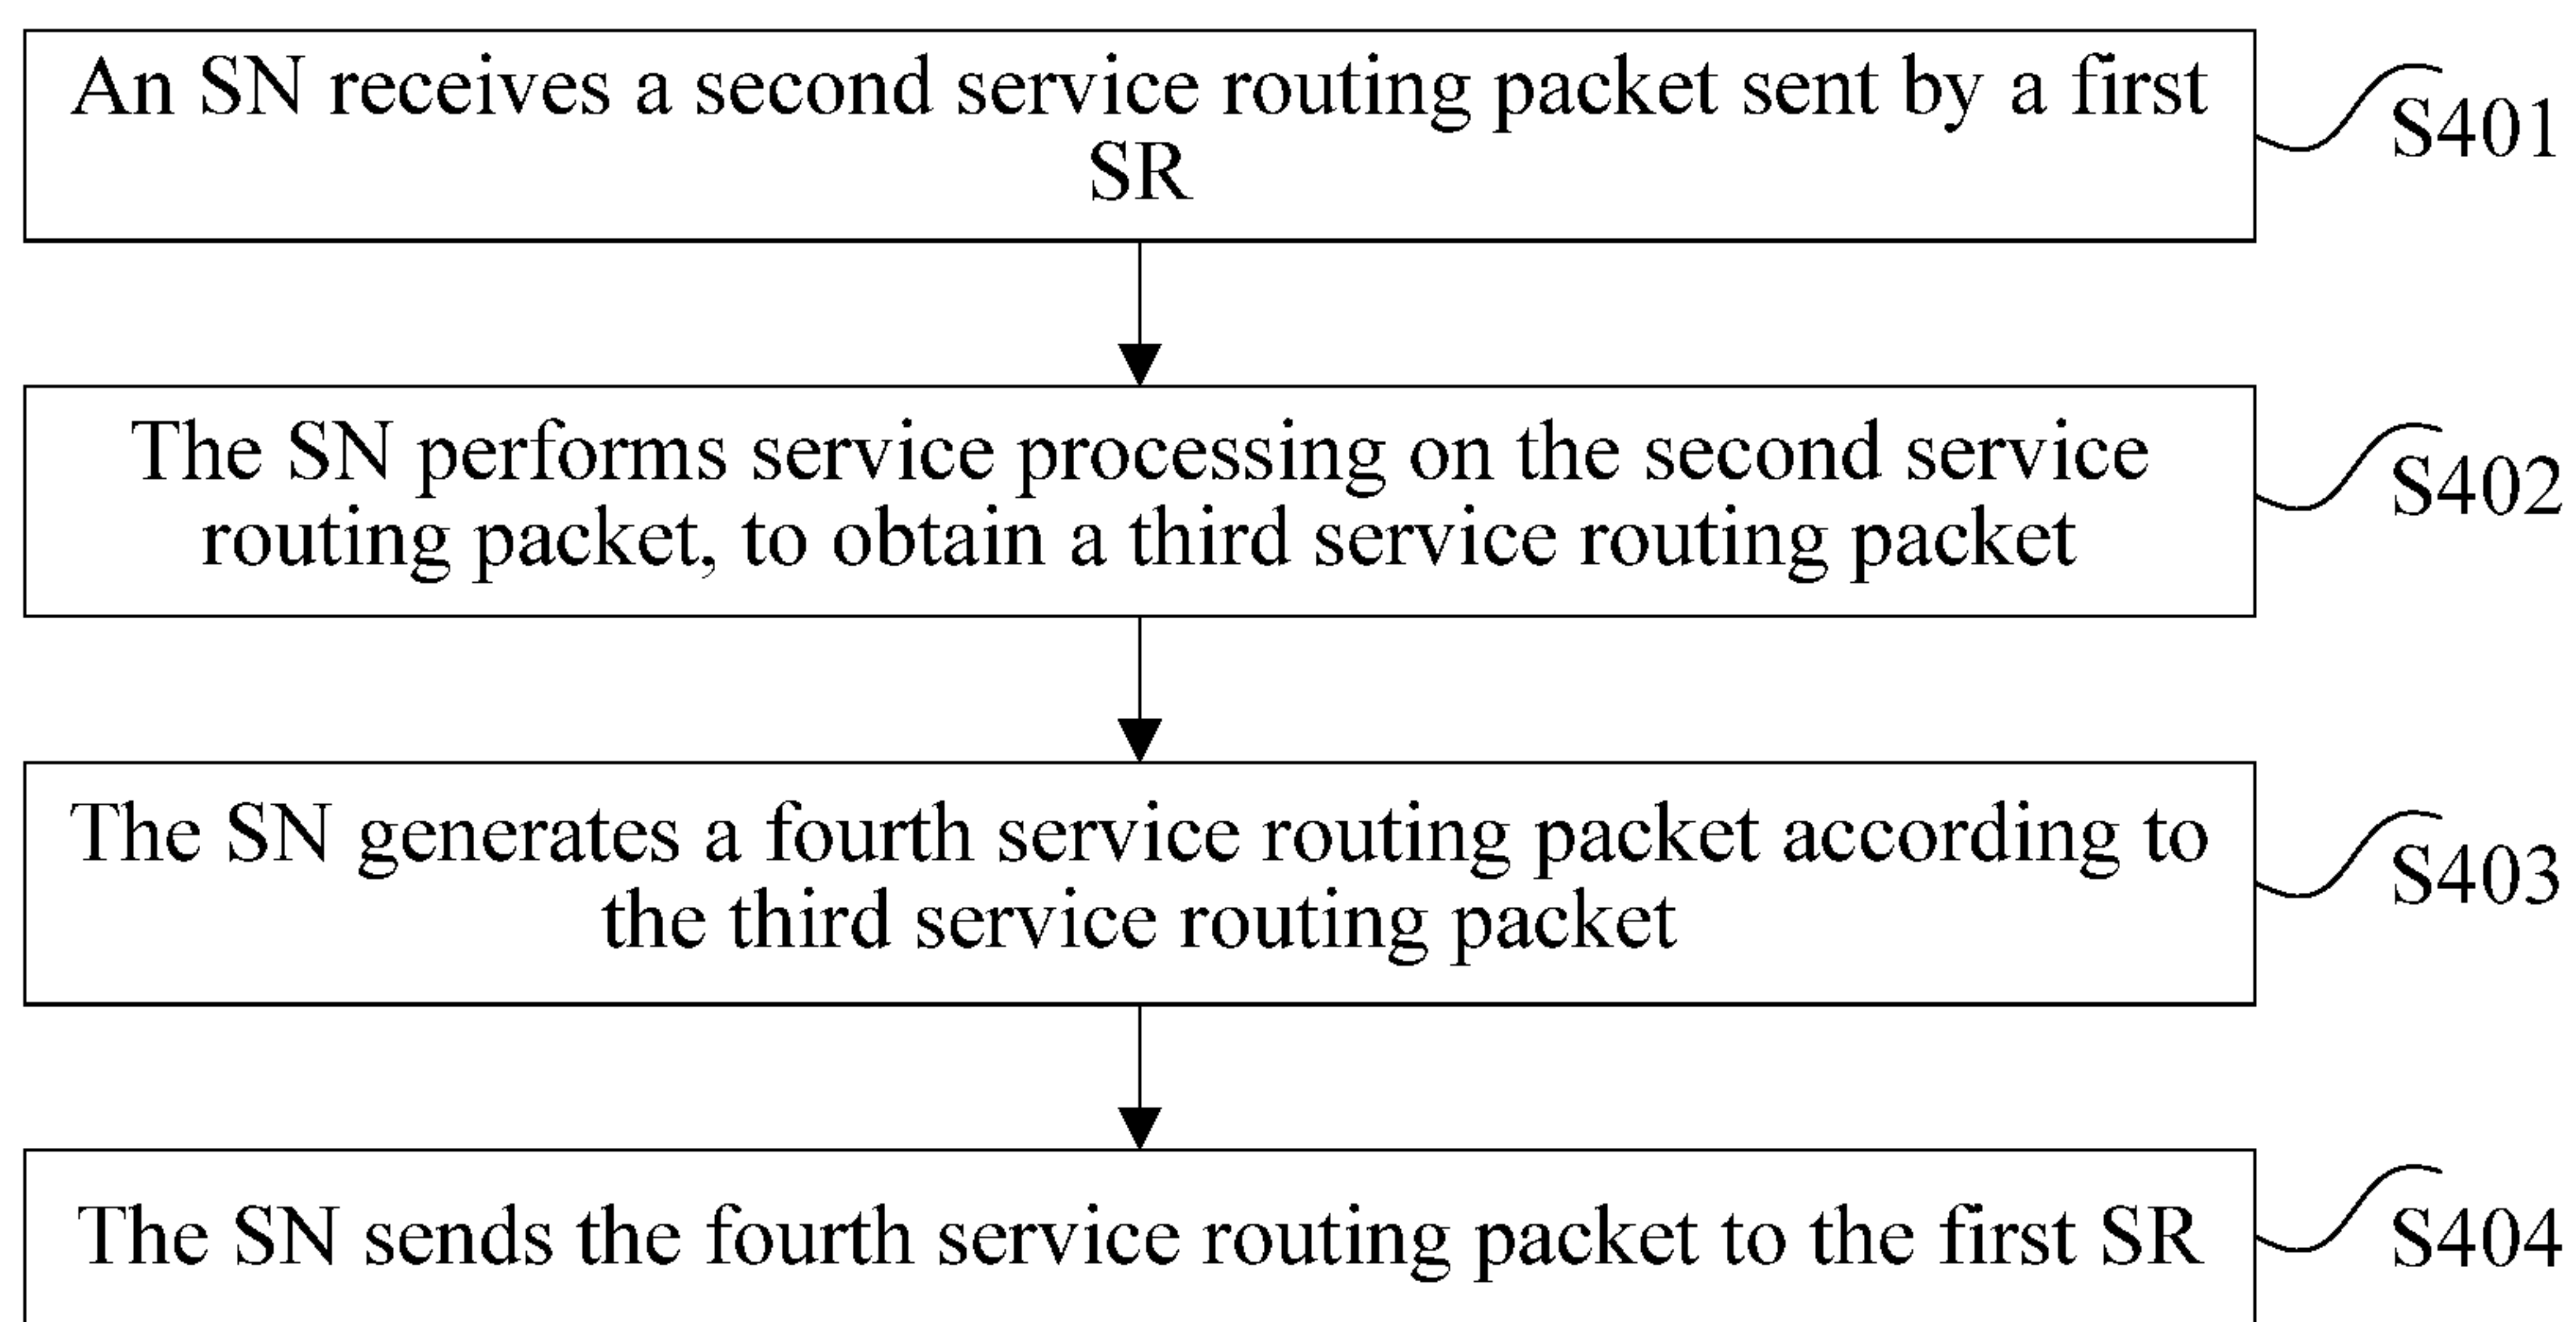 An SN receives a second service routing packet sent by a first
SR
S401
The SN performs service processing on the second service
routing packet, to obtain a third service routing packet
S402
The SN generates a fourth service routing packet according to
the third service routing packet
S403
The SN sends the fourth service routing packet to the first SR
S404